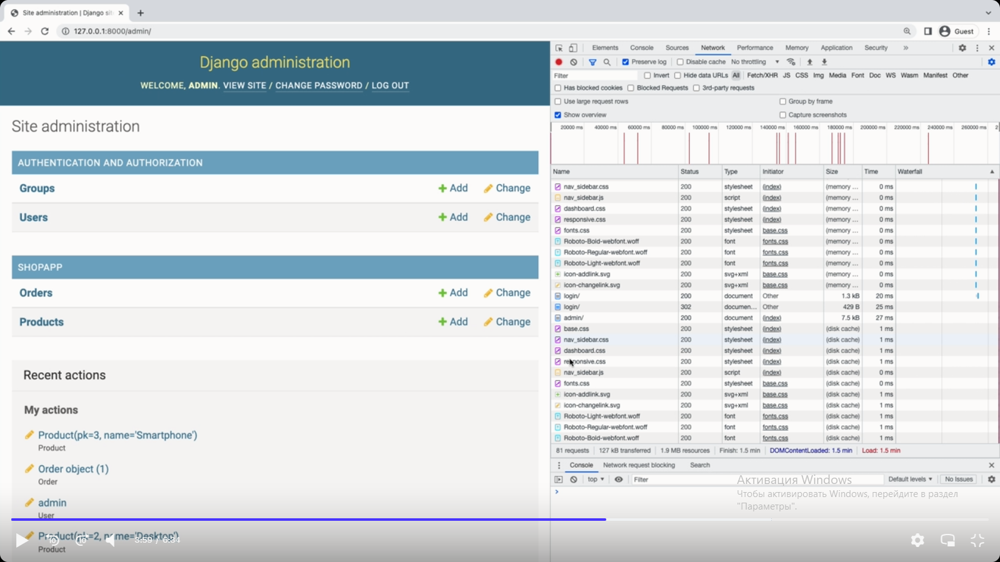 Site administration | Django sit
127.0.0.1:8000/admin/
Guest
Django administration
WELCOME, ADMIN. VIEW SITE / CHANGE PASSWORD / LOG OUT
Site administration
AUTHENTICATION AND AUTHORIZATION
Groups Add Change
Users Add Change
SHOPAPP
Orders Add Change
Products Add Change
Recent actions
My actions
Product(pk=3, name='Smartphone')
Product
Order object (1)
Order
admin
User
Product(pk=2, name='Desktop')
Product
3:59 / 6:34
Elements Console Sources Network Performance Memory Application Security »
Preserve log Disable cache No throttling
Filter Invert Hide data URLs All Fetch/XHR JS CSS Img Media Font Doc WS Wasm Manifest Other
Has blocked cookies Blocked Requests 3rd-party requests
Use large request rows Group by frame
Show overview Capture screenshots
20000 ms 40000 ms 60000 ms 80000 ms 100000 ms 120000 ms 140000 ms 160000 ms 180000 ms 200000 ms 220000 ms 240000 ms 260000 ms 2
Name Status Type Initiator Size Time Waterfall
nav_sidebar.css 200 stylesheet (index) (memory ... 0 ms
nav_sidebar.js 200 script (index) (memory ... 0 ms
dashboard.css 200 stylesheet (index) (memory ... 0 ms
responsive.css 200 stylesheet (index) (memory ... 0 ms
fonts.css 200 stylesheet base.css (memory ... 0 ms
Roboto-Bold-webfont.woff 200 font fonts.css (memory ... 0 ms
Roboto-Regular-webfont.woff 200 font fonts.css (memory ... 0 ms
Roboto-Light-webfont.woff 200 font fonts.css (memory ... 0 ms
icon-addlink.svg 200 svg+xml base.css (memory ... 0 ms
icon-changelink.svg 200 svg+xml base.css (memory ... 0 ms
login/ 200 document Other 1.3 kB 20 ms
login/ 302 documen... Other 429 B 25 ms
admin/ 200 document (index) 7.5 kB 27 ms
base.css 200 stylesheet (index) (disk cache) 1 ms
nav_sidebar.css 200 stylesheet (index) (disk cache) 1 ms
dashboard.css 200 stylesheet (index) (disk cache) 1 ms
responsive.css 200 stylesheet (index) (disk cache) 1 ms
nav_sidebar.js 200 script (index) (disk cache) 1 ms
fonts.css 200 stylesheet base.css (disk cache) 0 ms
icon-addlink.svg 200 svg+xml base.css (disk cache) 1 ms
icon-changelink.svg 200 svg+xml base.css (disk cache) 1 ms
Roboto-Light-webfont.woff 200 font fonts.css (disk cache) 1 ms
Roboto-Regular-webfont.woff 200 font fonts.css (disk cache) 1 ms
Roboto-Bold-webfont.woff 200 font fonts.css (disk cache) 1 ms
81 requests 127 kB transferred 1.9 MB resources Finish: 1.5 min DOMContentLoaded: 1.5 min Load: 1.5 min
Console Network request blocking Search
top Filter Default levels No Issues
Активация Windows
Чтобы активировать Windows, перейдите в раздел
"Параметры".